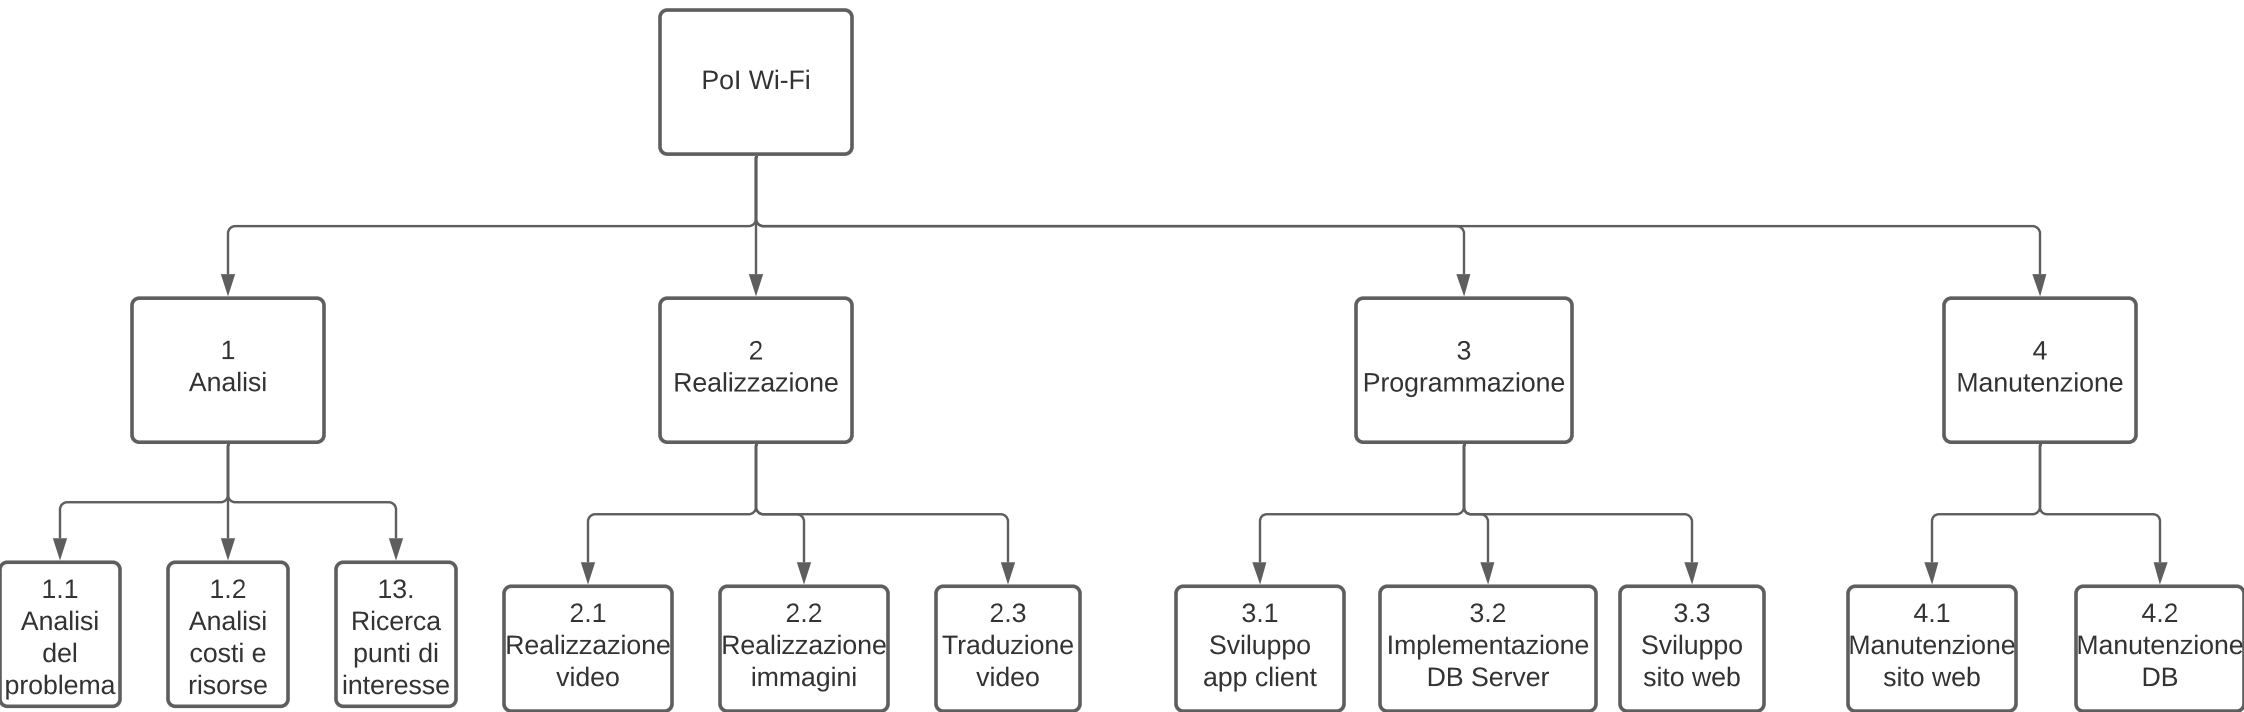 PoI Wi-Fi
1
Analisi
2
Realizzazione
3
Programmazione
4
Manutenzione
1.1
Analisi
del
problema
1.2
Analisi
costi e
risorse
13.
Ricerca
punti di
interesse
2.1
Realizzazione
video
2.2
Realizzazione
immagini
2.3
Traduzione
video
3.1
Sviluppo
app client
3.2
Implementazione
DB Server
3.3
Sviluppo
sito web
4.1
Manutenzione
sito web
4.2
Manutenzione
DB